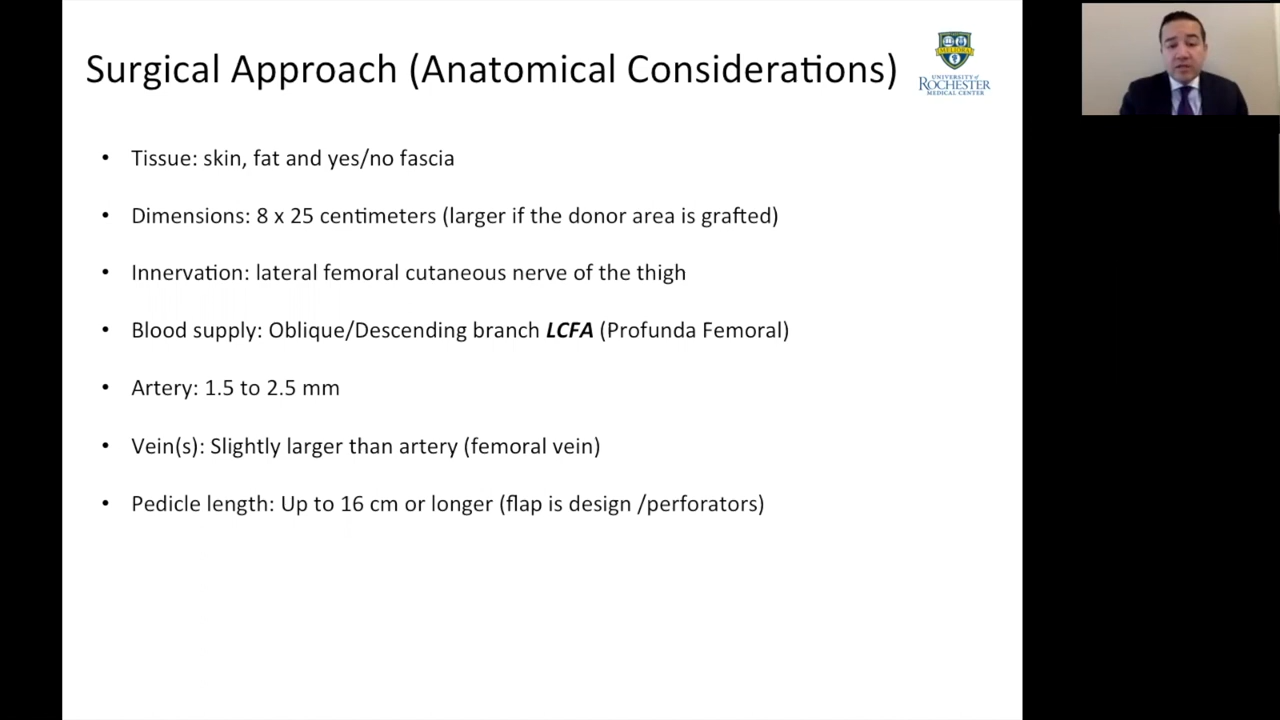 Surgical Approach (Anatomical Considerations)
MELIORA
UNIVERSITY of
ROCHESTER
MEDICAL CENTER
• Tissue: skin, fat and yes/no fascia
• Dimensions: 8 x 25 centimeters (larger if the donor area is grafted)
• Innervation: lateral femoral cutaneous nerve of the thigh
• Blood supply: Oblique/Descending branch LCFA (Profunda Femoral)
• Artery: 1.5 to 2.5 mm
• Vein(s): Slightly larger than artery (femoral vein)
• Pedicle length: Up to 16 cm or longer (flap is design /perforators)